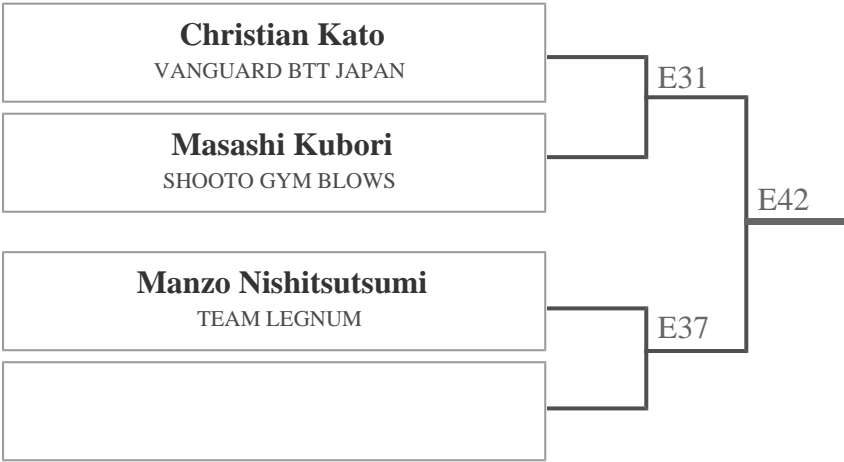 Christian Kato
VANGUARD BTT JAPAN
E31
Masashi Kubori
SHOOTO GYM BLOWS
E42
Manzo Nishitsutsumi
TEAM LEGNUM
E37